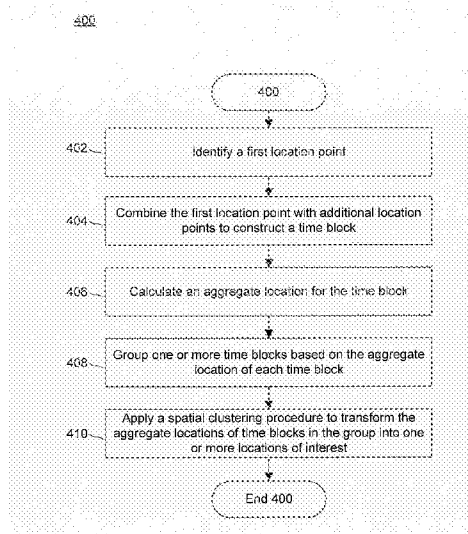 400
400
402
Identify a first location point
404
Combine the first location point with additional location
points to construct a time block
406
Calculate an aggregate location for the time block
408
Group one or more time blocks based on the aggregate
location of each time block
410
Apply a spatial clustering procedure to transform the
aggregate locations of time blocks in the group into one
or more locations of interest
End 400